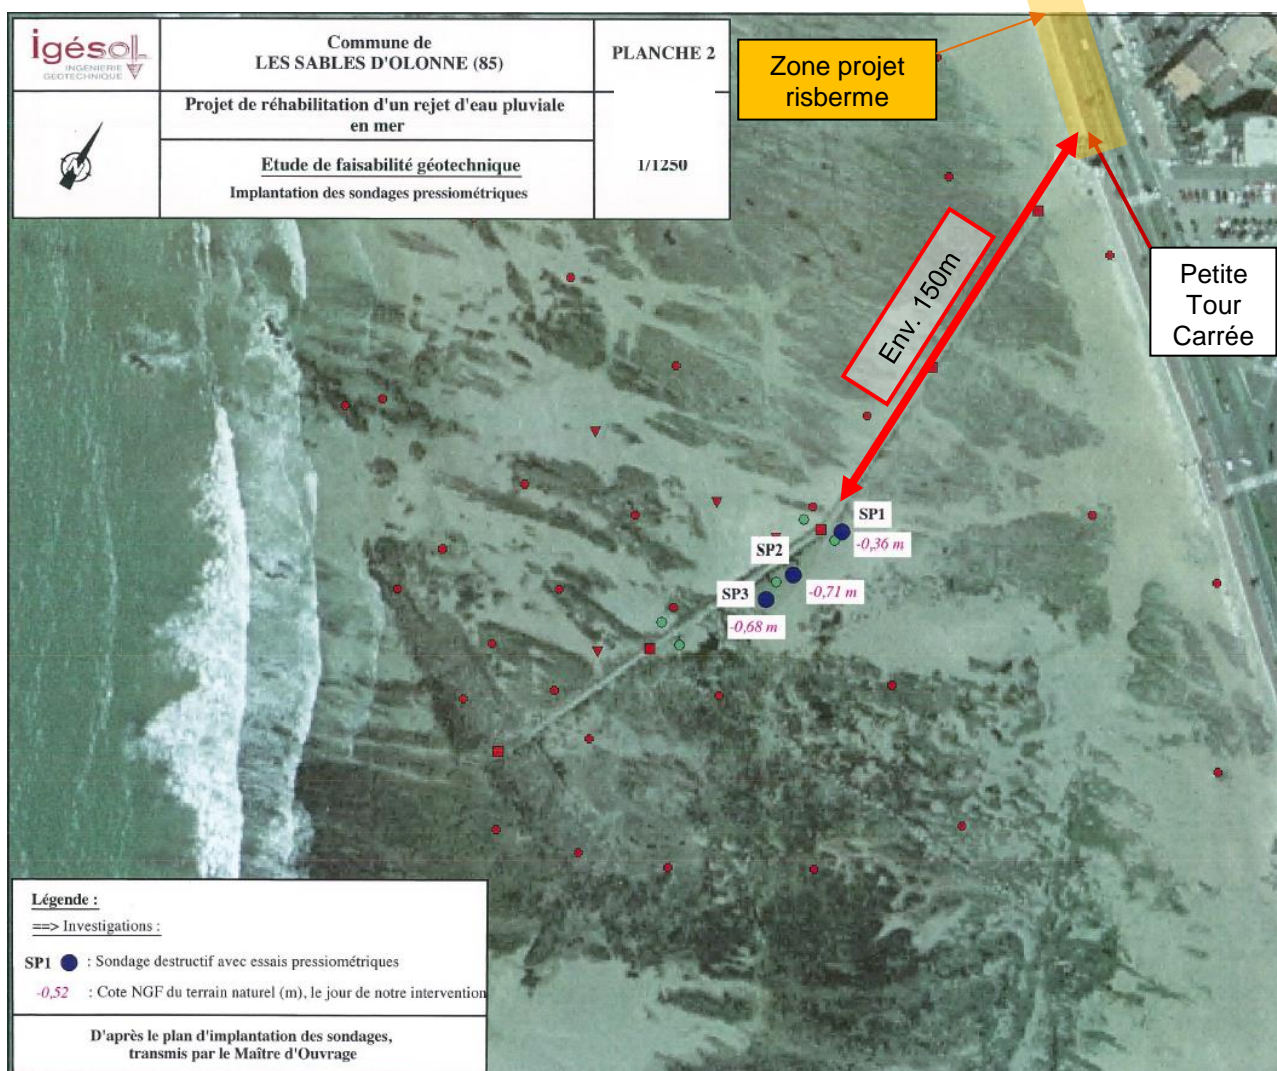 igésol
INGENIERIE
GEOTECHNIQUE
Commune de
LES SABLES D'OLONNE (85)
PLANCHE 2
Projet de réhabilitation d'un rejet d'eau pluviale
en mer
Etude de faisabilité géotechnique
Implantation des sondages pressiométriques
1/1250
Zone projet
risberme
Env. 150m
Petite
Tour
Carrée
SP1
-0,36 m
SP2
-0,71 m
SP3
-0,68 m
Légende :
==> Investigations :
SP1 : Sondage destructif avec essais pressiométriques
-0,52 : Cote NGF du terrain naturel (m), le jour de notre intervention
D'après le plan d'implantation des sondages,
transmis par le Maître d'Ouvrage